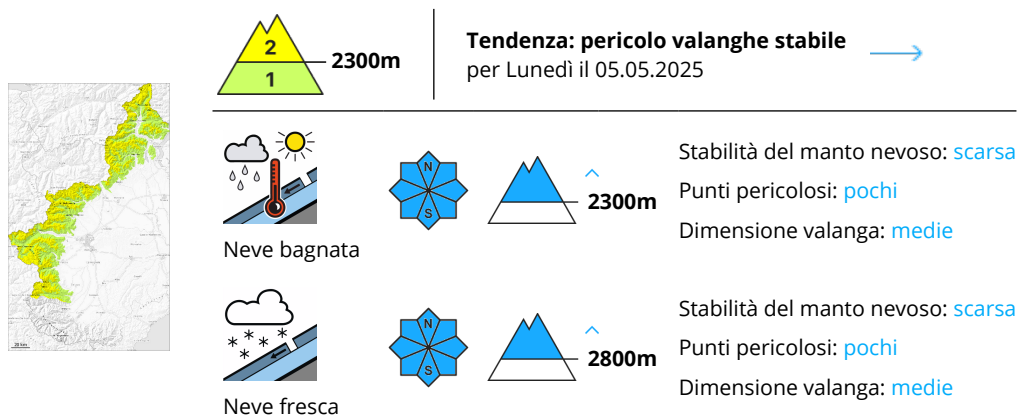 2
1
2300m
Tendenza: pericolo valanghe stabile
per Lunedì il 05.05.2025
N
S
2300m
Stabilità del manto nevoso: scarsa
Punti pericolosi: pochi
Dimensione valanga: medie
Neve bagnata
N
S
2800m
Stabilità del manto nevoso: scarsa
Punti pericolosi: pochi
Dimensione valanga: medie
Neve fresca
20 km